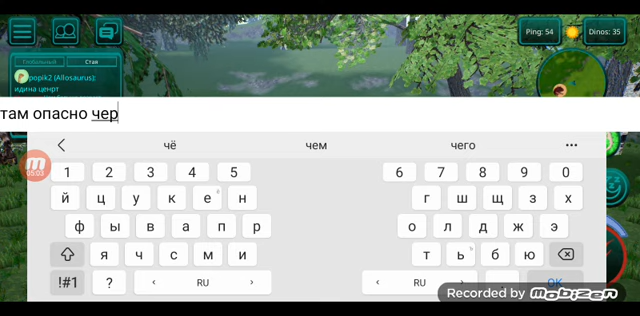 Ping: 54
Dinos: 35
Глобальный
Стая
popik2 (Allosaurus):
идина ценрт
там опасно чер
чё
чем
чего
...
1 2 3 4 5 6 7 8 9 0
й ц у к е н г ш щ з х
ф ы в а п р о л д ж э
я ч с м и т ь б ю
!#1 ? RU RU . OK
05:03
Recorded by MOBIZEN